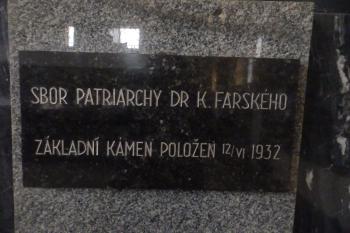 SBOR PATRIARCHY DR K. FARSKÉHO
ZÁKLADNÍ KÁMEN POLOŽEN 12/VI 1932